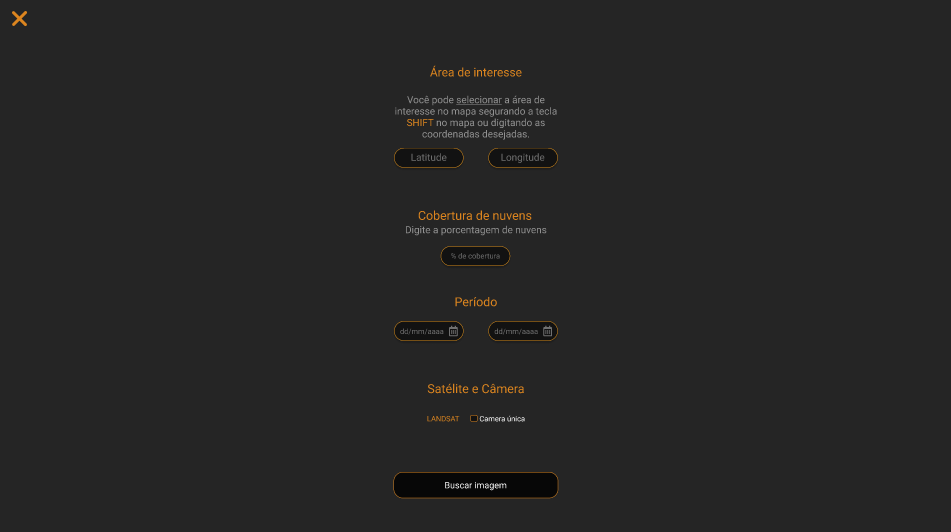 Área de interesse
Você pode selecionar a área de
interesse no mapa segurando a tecla
SHIFT no mapa ou digitando as
coordenadas desejadas.
Latitude Longitude
Cobertura de nuvens
Digite a porcentagem de nuvens
% de cobertura
Período
dd/mm/aaaa dd/mm/aaaa
Satélite e Câmera
LANDSAT Camera única
Buscar imagem